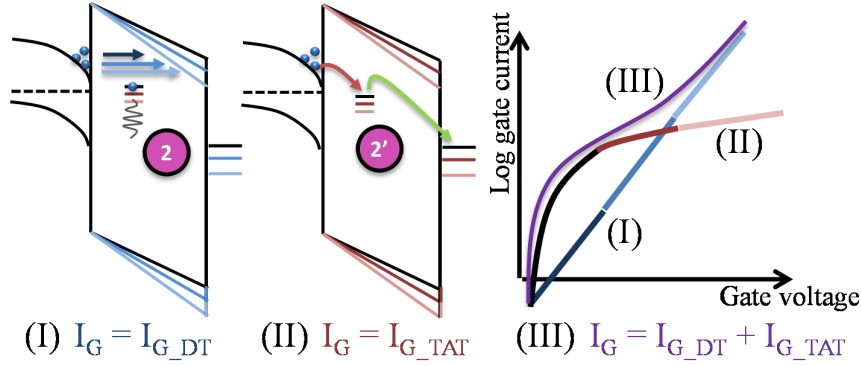 2
2'
Log gate current
(III)
(II)
(I)
Gate voltage
(I) I_G = I_G_DT
(II) I_G = I_G_TAT
(III) I_G = I_G_DT + I_G_TAT